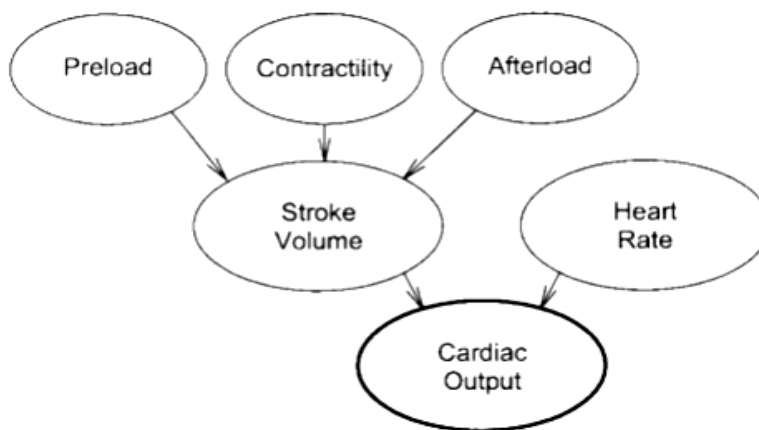 Preload
Contractility
Afterload
Stroke
Volume
Heart
Rate
Cardiac
Output